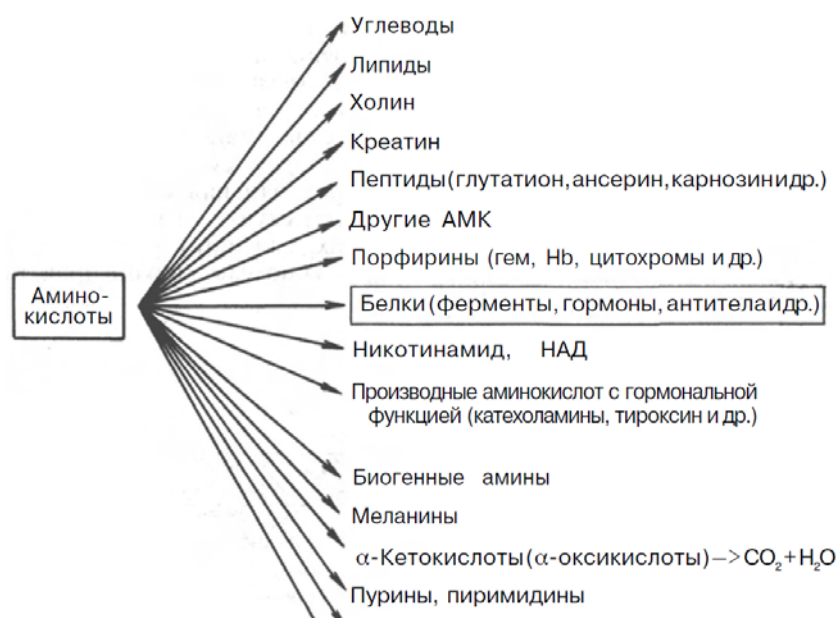 Углеводы
Липиды
Холин
Креатин
Пептиды (глутатион, ансерин, карнозин и др.)
Другие АМК
Порфирины (гем, Hb, цитохромы и др.)
Амино-
кислоты
Белки (ферменты, гормоны, антитела и др.)
Никотинамид, НАД
Производные аминокислот с гормональной
функцией (катехоламины, тироксин и др.)
Биогенные амины
Меланины
α-Кетокислоты (α-оксикислоты) —> CO₂ + H₂O
Пурины, пиримидины